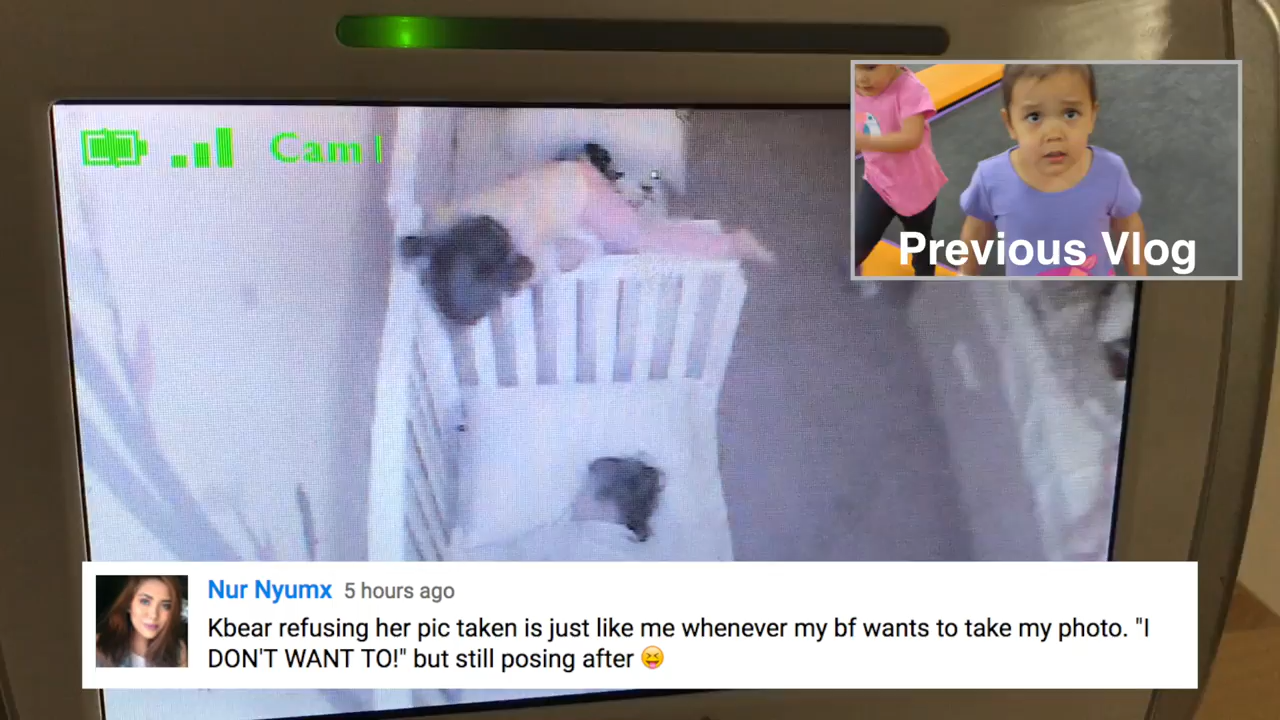 Cam 1
Previous Vlog
Nur Nyumx 5 hours ago
Kbear refusing her pic taken is just like me whenever my bf wants to take my photo. "I
DON'T WANT TO!" but still posing after 😝